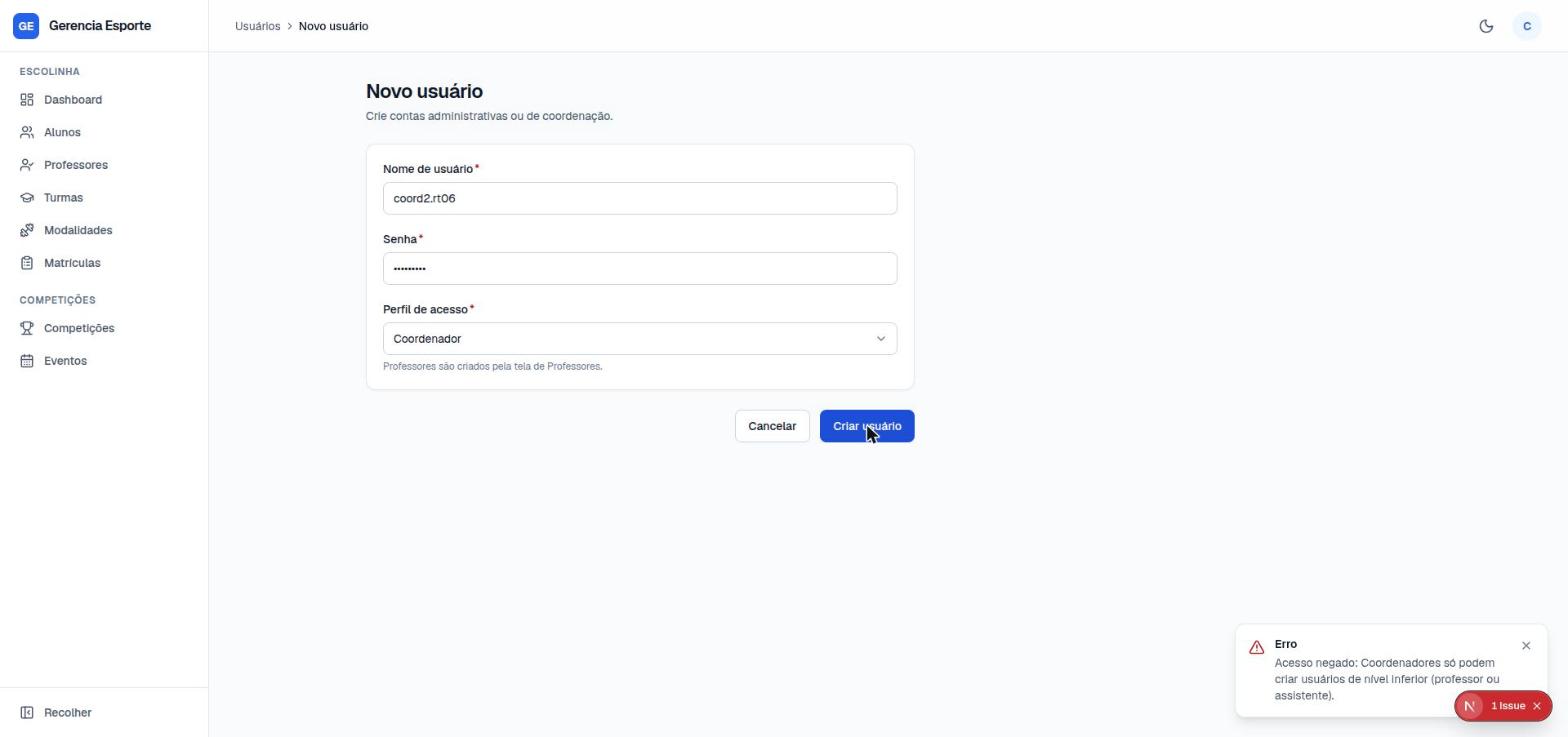 GE
Gerencia Esporte
Usuários > Novo usuário
C
ESCOLINHA
Dashboard
Alunos
Professores
Turmas
Modalidades
Matrículas
COMPETIÇÕES
Competições
Eventos
Recolher
Novo usuário
Crie contas administrativas ou de coordenação.
Nome de usuário*
coord2.rt06
Senha*
•••••••••
Perfil de acesso*
Coordenador
Professores são criados pela tela de Professores.
Cancelar
Criar usuário
Erro
Acesso negado: Coordenadores só podem
criar usuários de nível inferior (professor ou
assistente).
N
1 Issue